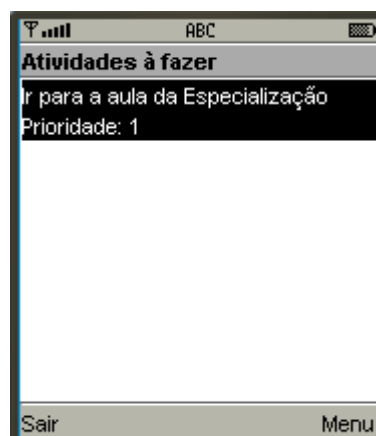 ABC
Atividades à fazer
Ir para a aula da Especialização
Prioridade: 1
Sair Menu